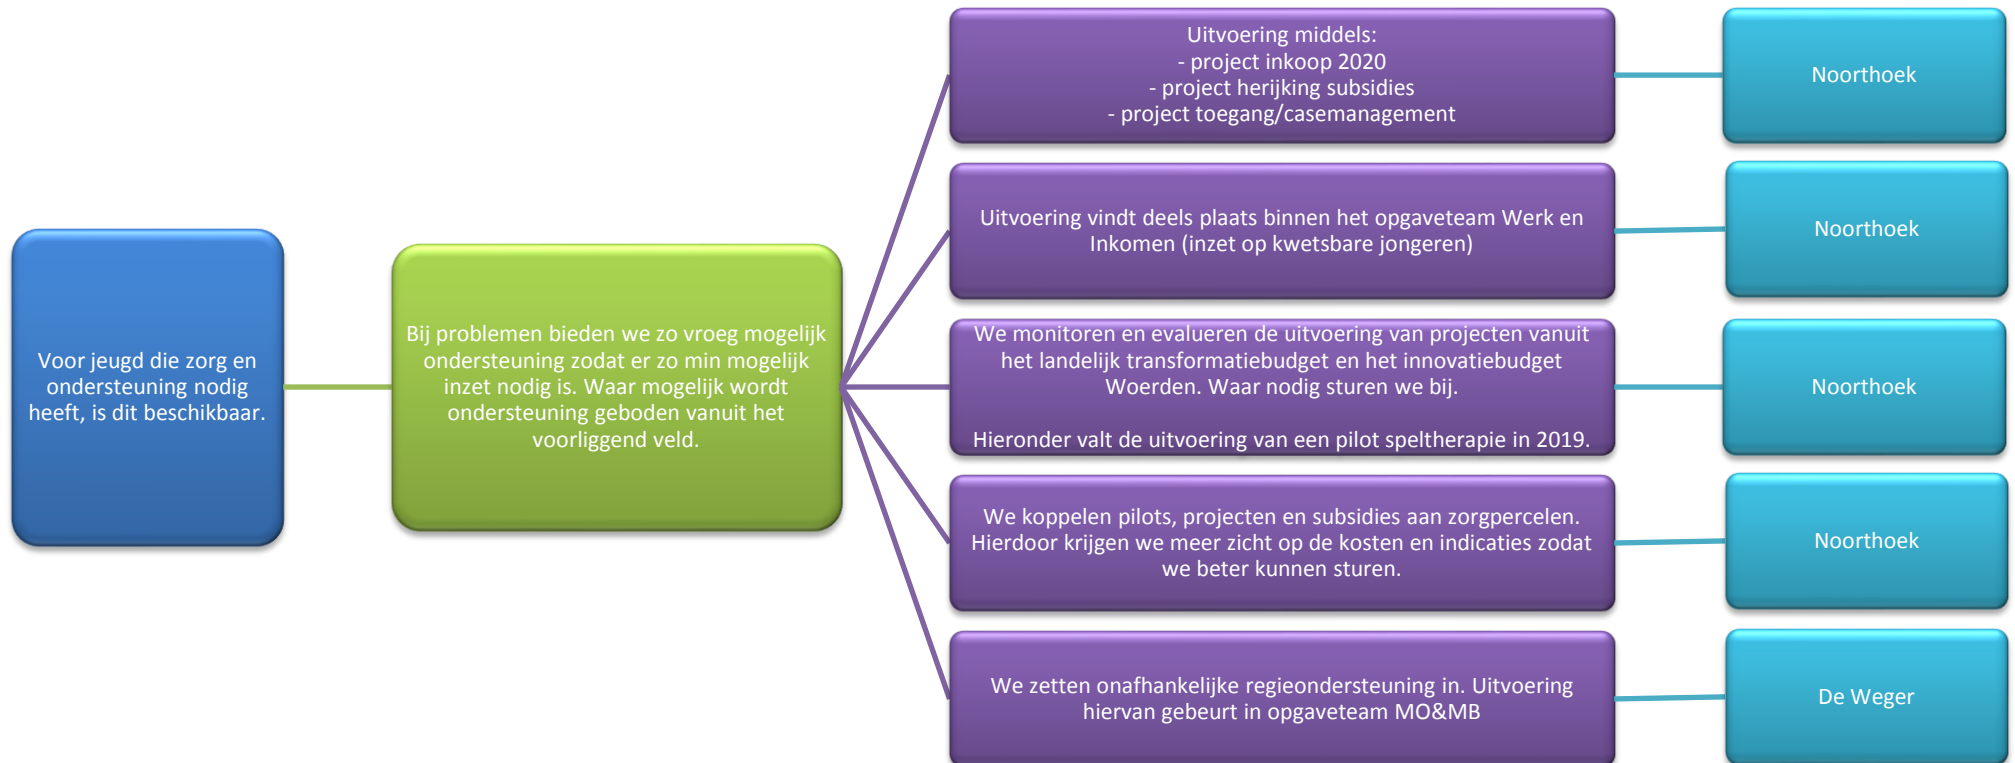 Voor jeugd die zorg en
ondersteuning nodig
heeft, is dit beschikbaar.
Bij problemen bieden we zo vroeg mogelijk
ondersteuning zodat er zo min mogelijk
inzet nodig is. Waar mogelijk wordt
ondersteuning geboden vanuit het
voorliggend veld.
Uitvoering middels:
- project inkoop 2020
- project herijking subsidies
- project toegang/casemanagement
Noorthoek
Uitvoering vindt deels plaats binnen het opgaveteam Werk en
Inkomen (inzet op kwetsbare jongeren)
Noorthoek
We monitoren en evalueren de uitvoering van projecten vanuit
het landelijk transformatiebudget en het innovatiebudget
Woerden. Waar nodig sturen we bij.
Hieronder valt de uitvoering van een pilot speltherapie in 2019.
Noorthoek
We koppelen pilots, projecten en subsidies aan zorgpercelen.
Hierdoor krijgen we meer zicht op de kosten en indicaties zodat
we beter kunnen sturen.
Noorthoek
We zetten onafhankelijke regieondersteuning in. Uitvoering
hiervan gebeurt in opgaveteam MO&MB
De Weger